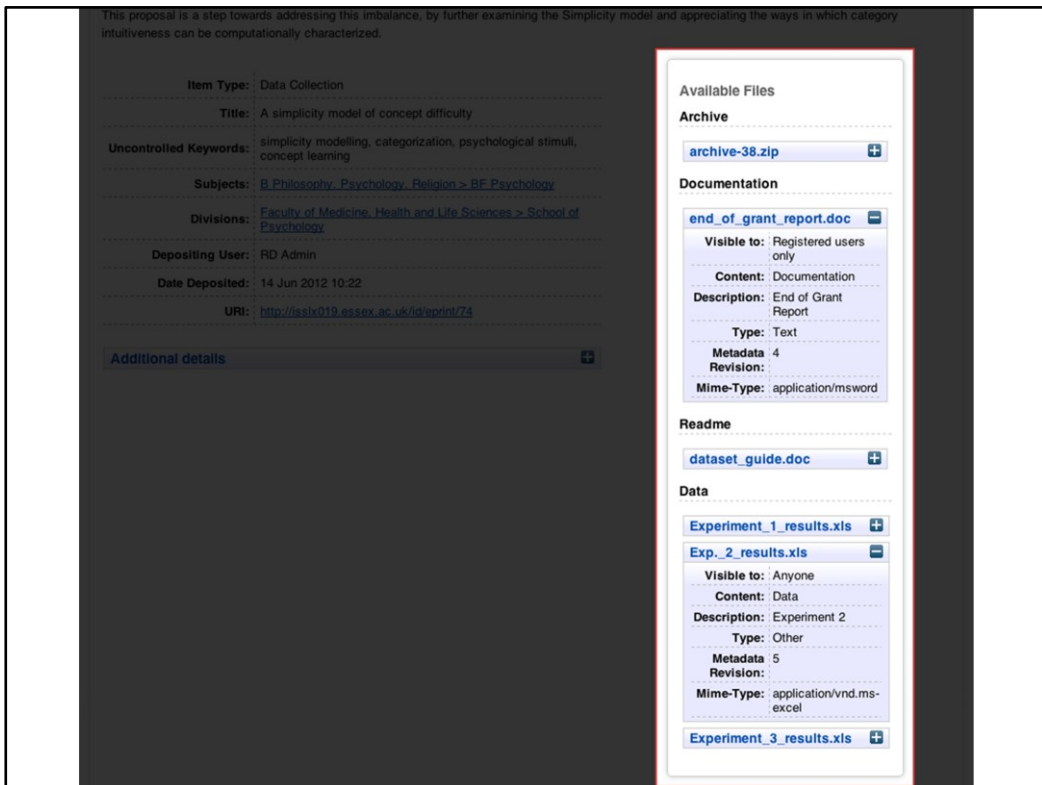 This proposal is a step towards addressing this imbalance, by further examining the Simplicity model and appreciating the ways in which category
intuitiveness can be computationally characterized.
Item Type: Data Collection
Title: A simplicity model of concept difficulty
Uncontrolled Keywords: simplicity modelling, categorization, psychological stimuli,
concept learning
Subjects: B Philosophy. Psychology. Religion > BF Psychology
Divisions: Faculty of Medicine, Health and Life Sciences > School of
Psychology
Depositing User: RD Admin
Date Deposited: 14 Jun 2012 10:22
URI: http://isslx019.essex.ac.uk/id/eprint/74
Additional details
Available Files
Archive
archive-38.zip
Documentation
end_of_grant_report.doc
Visible to: Registered users
only
Content: Documentation
Description: End of Grant
Report
Type: Text
Metadata 4
Revision:
Mime-Type: application/msword
Readme
dataset_guide.doc
Data
Experiment_1_results.xls
Exp._2_results.xls
Visible to: Anyone
Content: Data
Description: Experiment 2
Type: Other
Metadata 5
Revision:
Mime-Type: application/vnd.ms-
excel
Experiment_3_results.xls